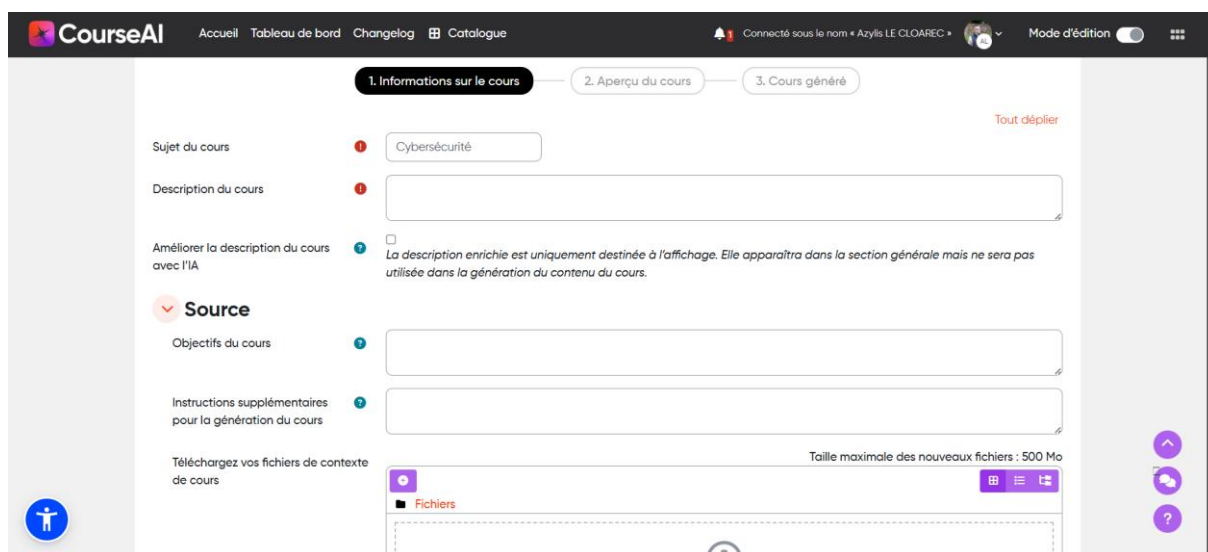 CourseAI Accueil Tableau de bord Changelog Catalogue 1 Connecté sous le nom « Azylis LE CLOAREC » AL Mode d'édition
1. Informations sur le cours 2. Aperçu du cours 3. Cours généré
Tout déplier
Sujet du cours ! Cybersécurité
Description du cours !
Améliorer la description du cours ?
avec l'IA
La description enrichie est uniquement destinée à l'affichage. Elle apparaîtra dans la section générale mais ne sera pas
utilisée dans la génération du contenu du cours.
Source
Objectifs du cours ?
Instructions supplémentaires ?
pour la génération du cours
Taille maximale des nouveaux fichiers : 500 Mo
Téléchargez vos fichiers de contexte
de cours
Fichiers
?